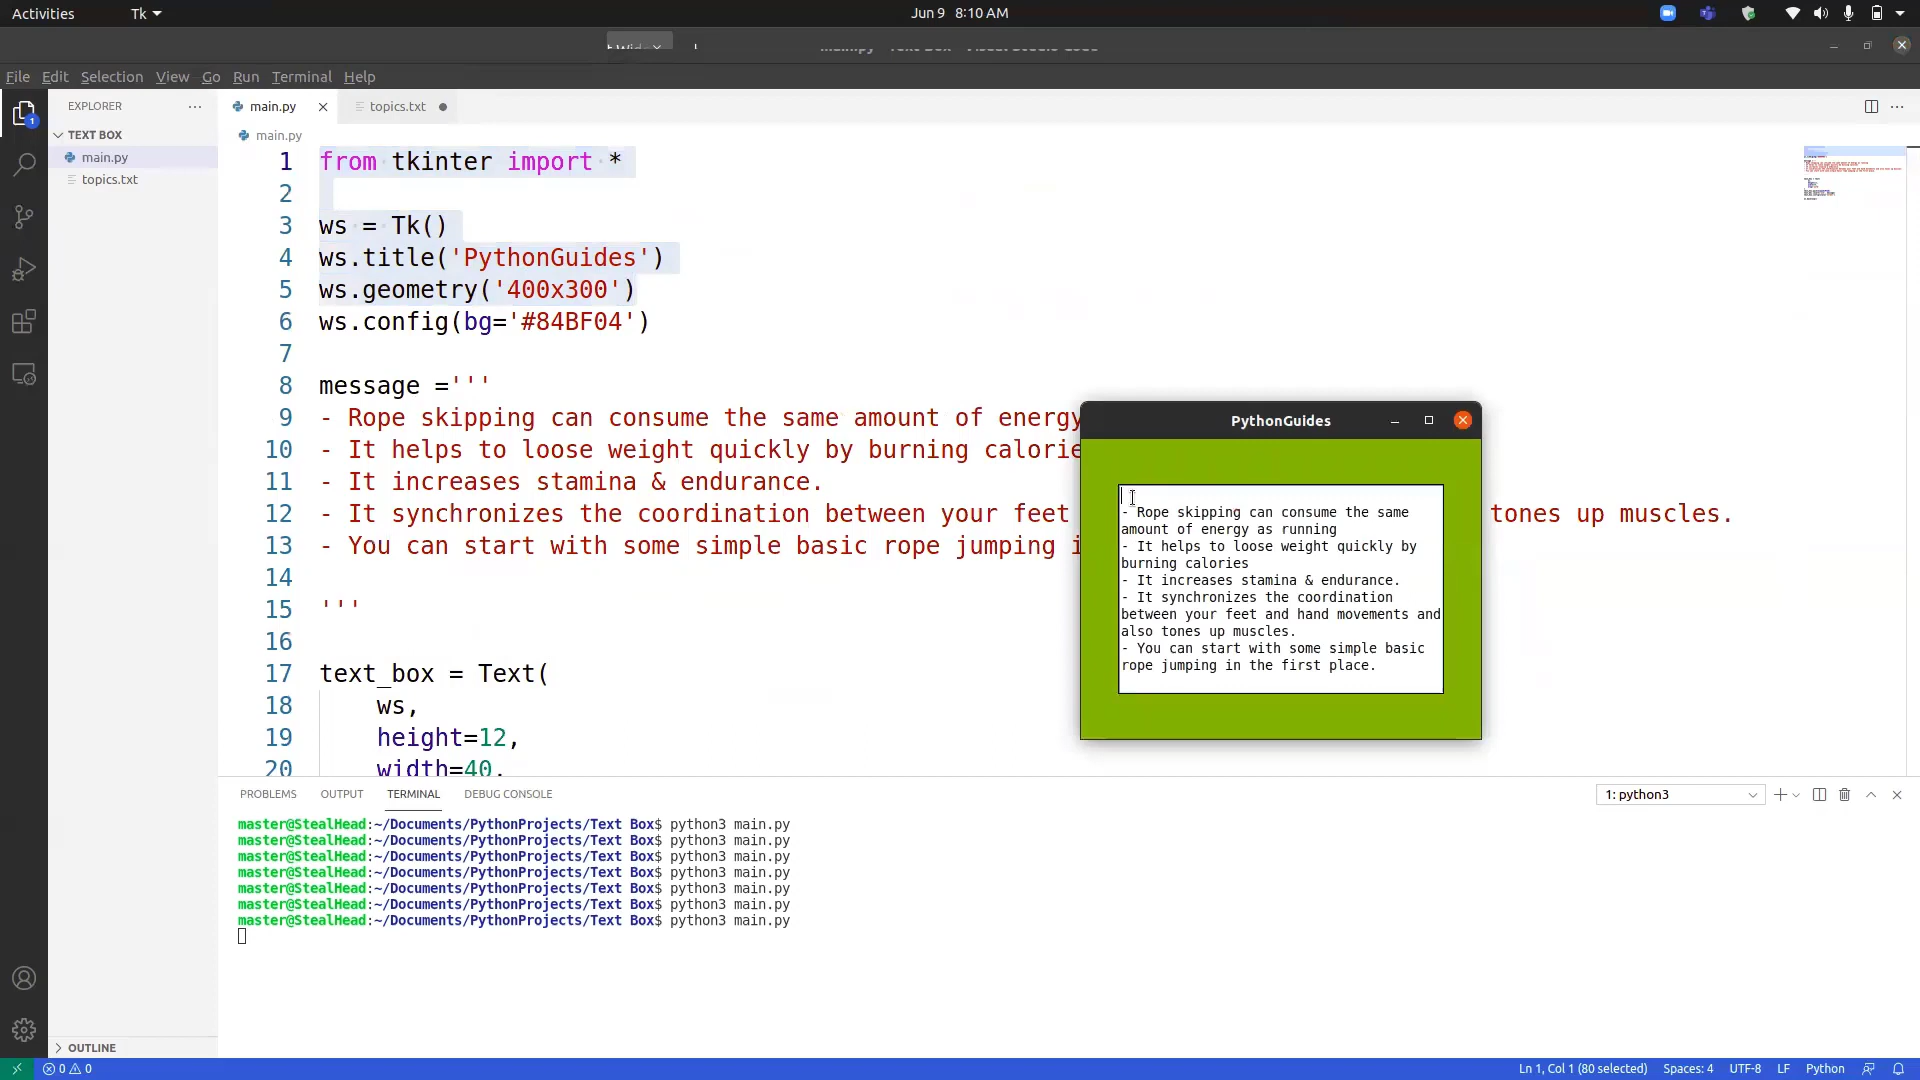 Activities
Tk
Jun 9 8:10 AM
File Edit Selection View Go Run Terminal Help
EXPLORER
main.py
topics.txt
TEXT BOX
main.py
topics.txt
OUTLINE
main.py
1 from tkinter import *
2
3 ws = Tk()
4 ws.title('PythonGuides')
5 ws.geometry('400x300')
6 ws.config(bg='#84BF04')
7
8 message ='''
9 - Rope skipping can consume the same amount of energy
10 - It helps to loose weight quickly by burning calorie
11 - It increases stamina & endurance.
12 - It synchronizes the coordination between your feet tones up muscles.
13 - You can start with some simple basic rope jumping i
14
15 '''
16
17 text_box = Text(
18 ws,
19 height=12,
20 width=40,
PythonGuides
- Rope skipping can consume the same
amount of energy as running
- It helps to loose weight quickly by
burning calories
- It increases stamina & endurance.
- It synchronizes the coordination
between your feet and hand movements and
also tones up muscles.
- You can start with some simple basic
rope jumping in the first place.
PROBLEMS OUTPUT TERMINAL DEBUG CONSOLE
1: python3
master@StealHead:~/Documents/PythonProjects/Text Box$ python3 main.py
master@StealHead:~/Documents/PythonProjects/Text Box$ python3 main.py
master@StealHead:~/Documents/PythonProjects/Text Box$ python3 main.py
master@StealHead:~/Documents/PythonProjects/Text Box$ python3 main.py
master@StealHead:~/Documents/PythonProjects/Text Box$ python3 main.py
master@StealHead:~/Documents/PythonProjects/Text Box$ python3 main.py
master@StealHead:~/Documents/PythonProjects/Text Box$ python3 main.py
0 0
Ln 1, Col 1 (80 selected) Spaces: 4 UTF-8 LF Python